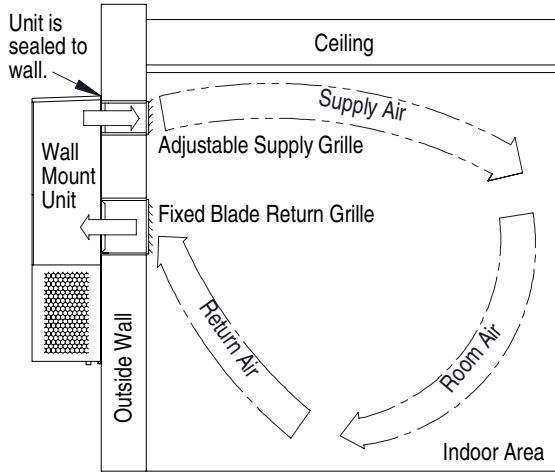 Unit is
sealed to
wall.
Ceiling
Supply Air
Adjustable Supply Grille
Wall
Mount
Unit
Fixed Blade Return Grille
Return Air
Room Air
Outside Wall
Indoor Area